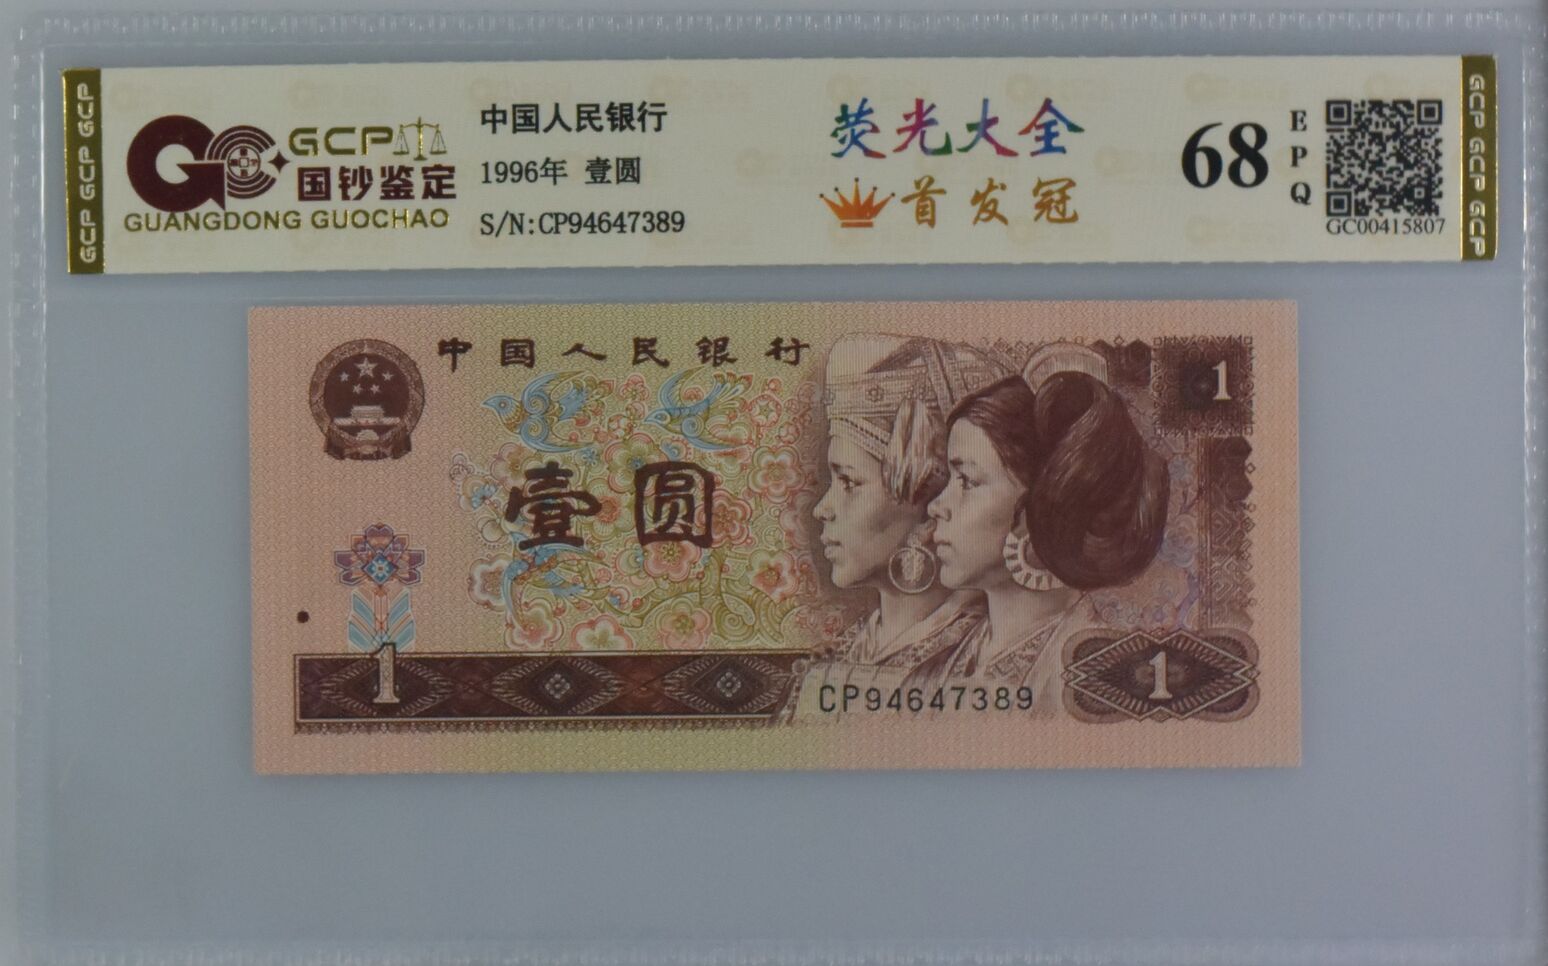 GCP GCP GCP
GCP
国钞鉴定
GUANGDONG GUOCHAO
中国人民银行
1996年 壹圆
S/N:CP94647389
荧光大全
首发冠
68
E
P
Q
GC00415807
GCP GCP GCP
中国人民银行
1
壹圆
1
CP94647389
1